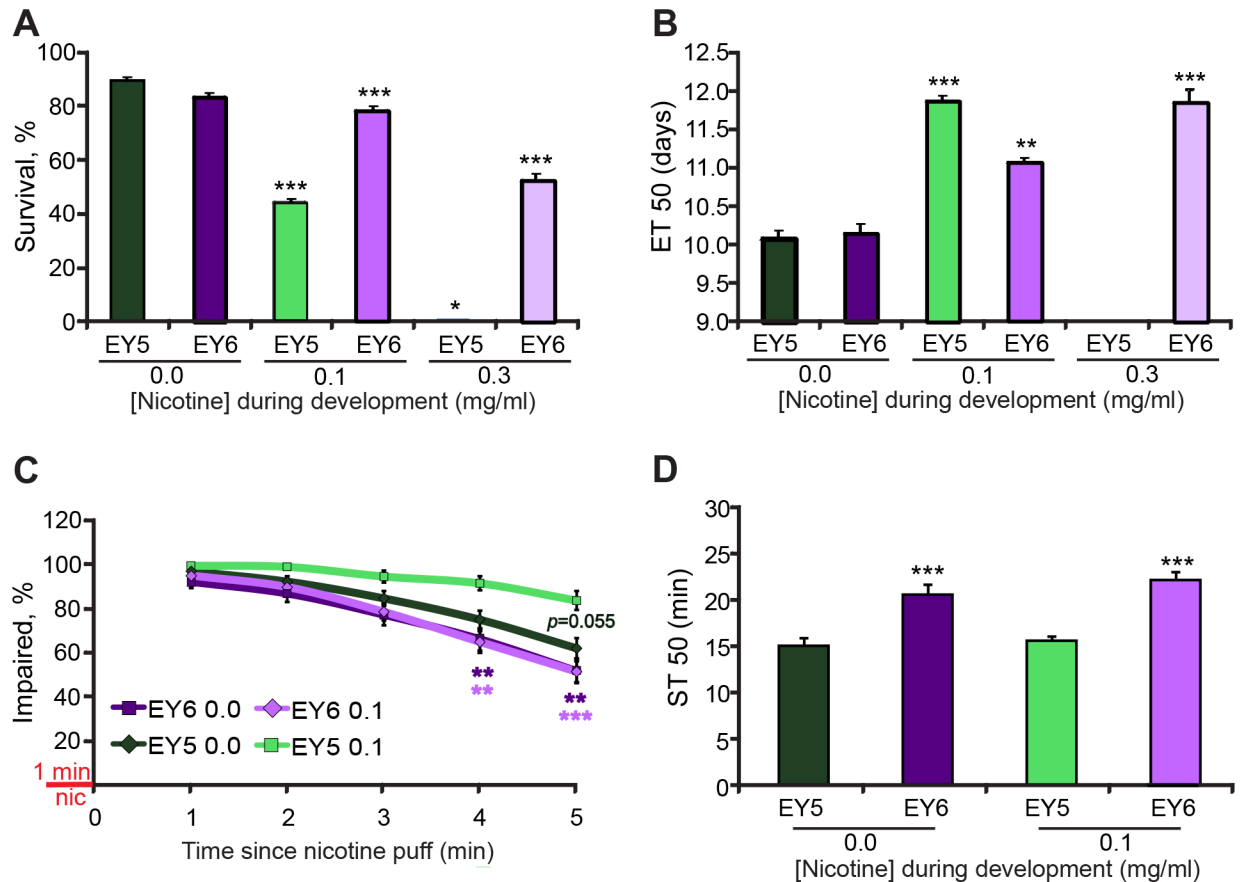 A
100
80
60
40
20
0
Survival, %
***
***
*
***
EY5 EY6 EY5 EY6 EY5 EY6
0.0 0.1 0.3
[Nicotine] during development (mg/ml)
B
12.5
12.0
11.5
11.0
10.5
10.0
9.5
9.0
ET 50 (days)
***
**
***
EY5 EY6 EY5 EY6 EY5 EY6
0.0 0.1 0.3
[Nicotine] during development (mg/ml)
C
120
100
80
60
40
20
Impaired, %
p=0.055
** **
** ***
EY6 0.0 EY6 0.1
EY5 0.0 EY5 0.1
1 min
nic
0 1 2 3 4 5
Time since nicotine puff (min)
D
30
25
20
15
10
5
0
ST 50 (min)
***
***
EY5 EY6 EY5 EY6
0.0 0.1
[Nicotine] during development (mg/ml)